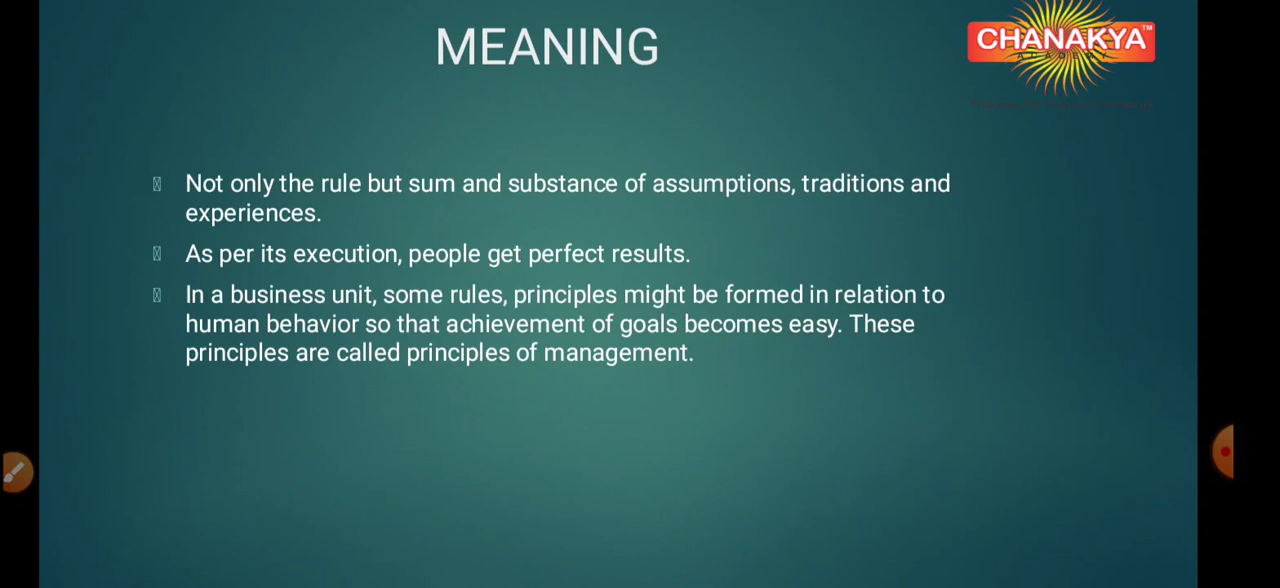 MEANING
CHANAKYA™
Not only the rule but sum and substance of assumptions, traditions and
experiences.
As per its execution, people get perfect results.
In a business unit, some rules, principles might be formed in relation to
human behavior so that achievement of goals becomes easy. These
principles are called principles of management.